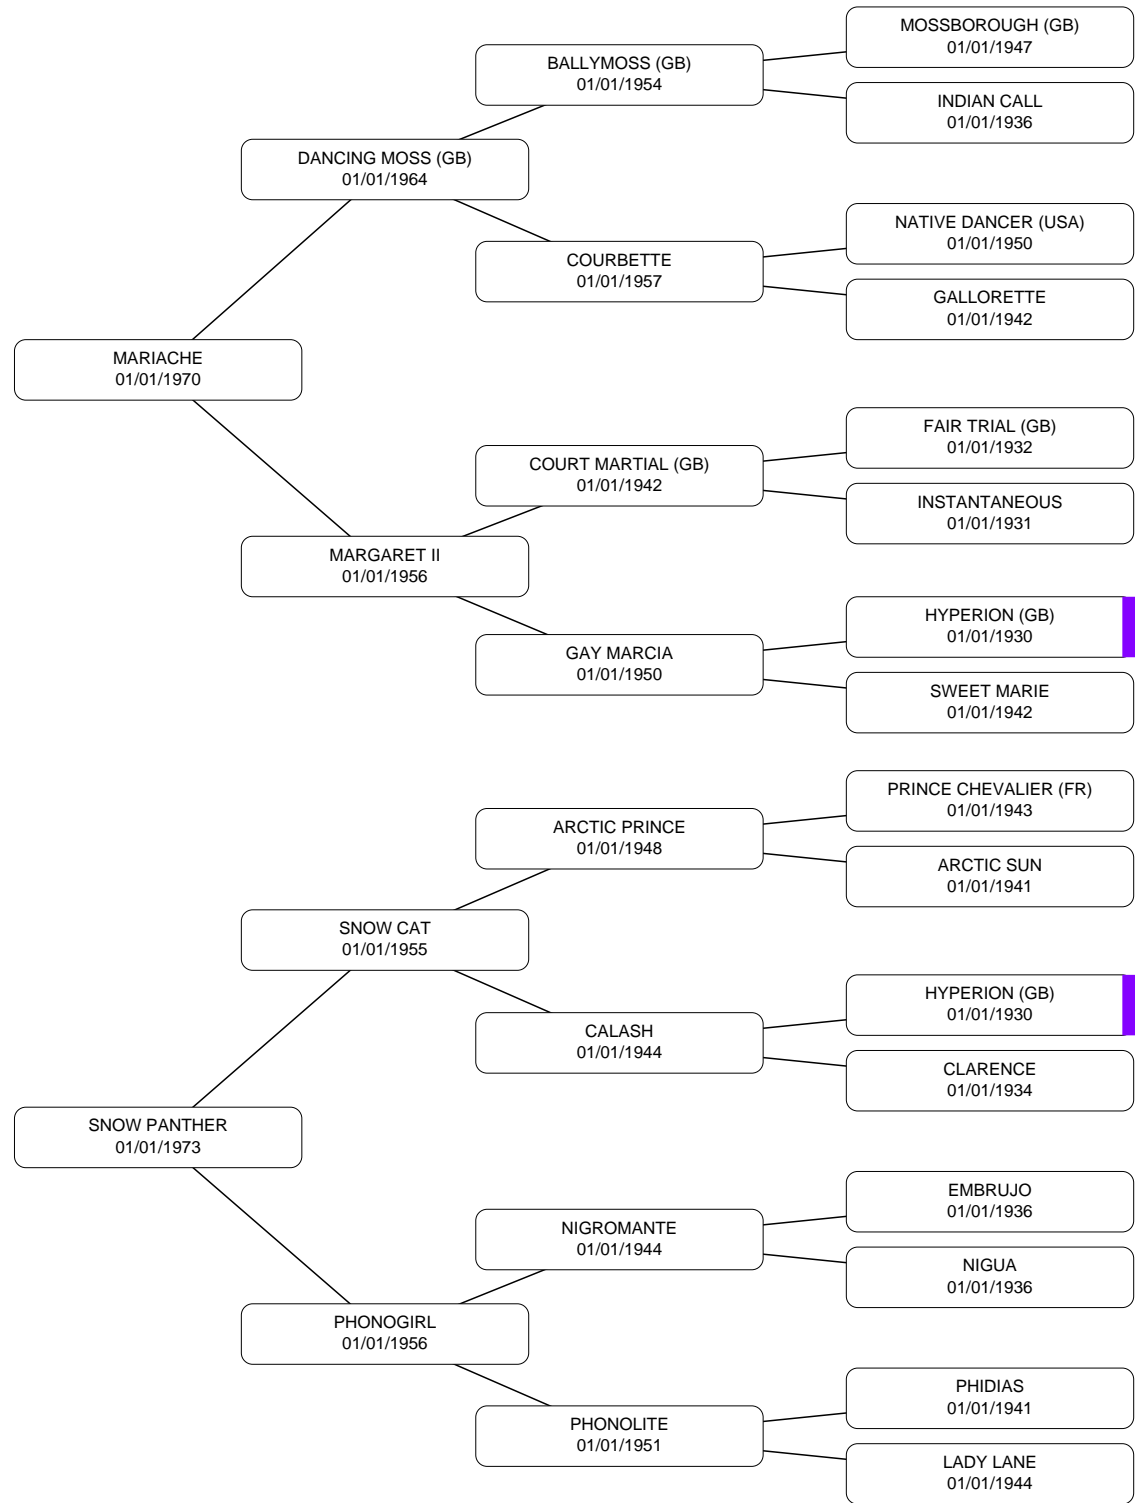 MOSSBOROUGH (GB)
01/01/1947
BALLYMOSS (GB)
01/01/1954
INDIAN CALL
01/01/1936
DANCING MOSS (GB)
01/01/1964
NATIVE DANCER (USA)
01/01/1950
COURBETTE
01/01/1957
GALLORETTE
01/01/1942
MARIACHE
01/01/1970
FAIR TRIAL (GB)
01/01/1932
COURT MARTIAL (GB)
01/01/1942
INSTANTANEOUS
01/01/1931
MARGARET II
01/01/1956
HYPERION (GB)
01/01/1930
GAY MARCIA
01/01/1950
SWEET MARIE
01/01/1942
PRINCE CHEVALIER (FR)
01/01/1943
ARCTIC PRINCE
01/01/1948
ARCTIC SUN
01/01/1941
SNOW CAT
01/01/1955
HYPERION (GB)
01/01/1930
CALASH
01/01/1944
CLARENCE
01/01/1934
SNOW PANTHER
01/01/1973
EMBRUJO
01/01/1936
NIGROMANTE
01/01/1944
NIGUA
01/01/1936
PHONOGIRL
01/01/1956
PHIDIAS
01/01/1941
PHONOLITE
01/01/1951
LADY LANE
01/01/1944